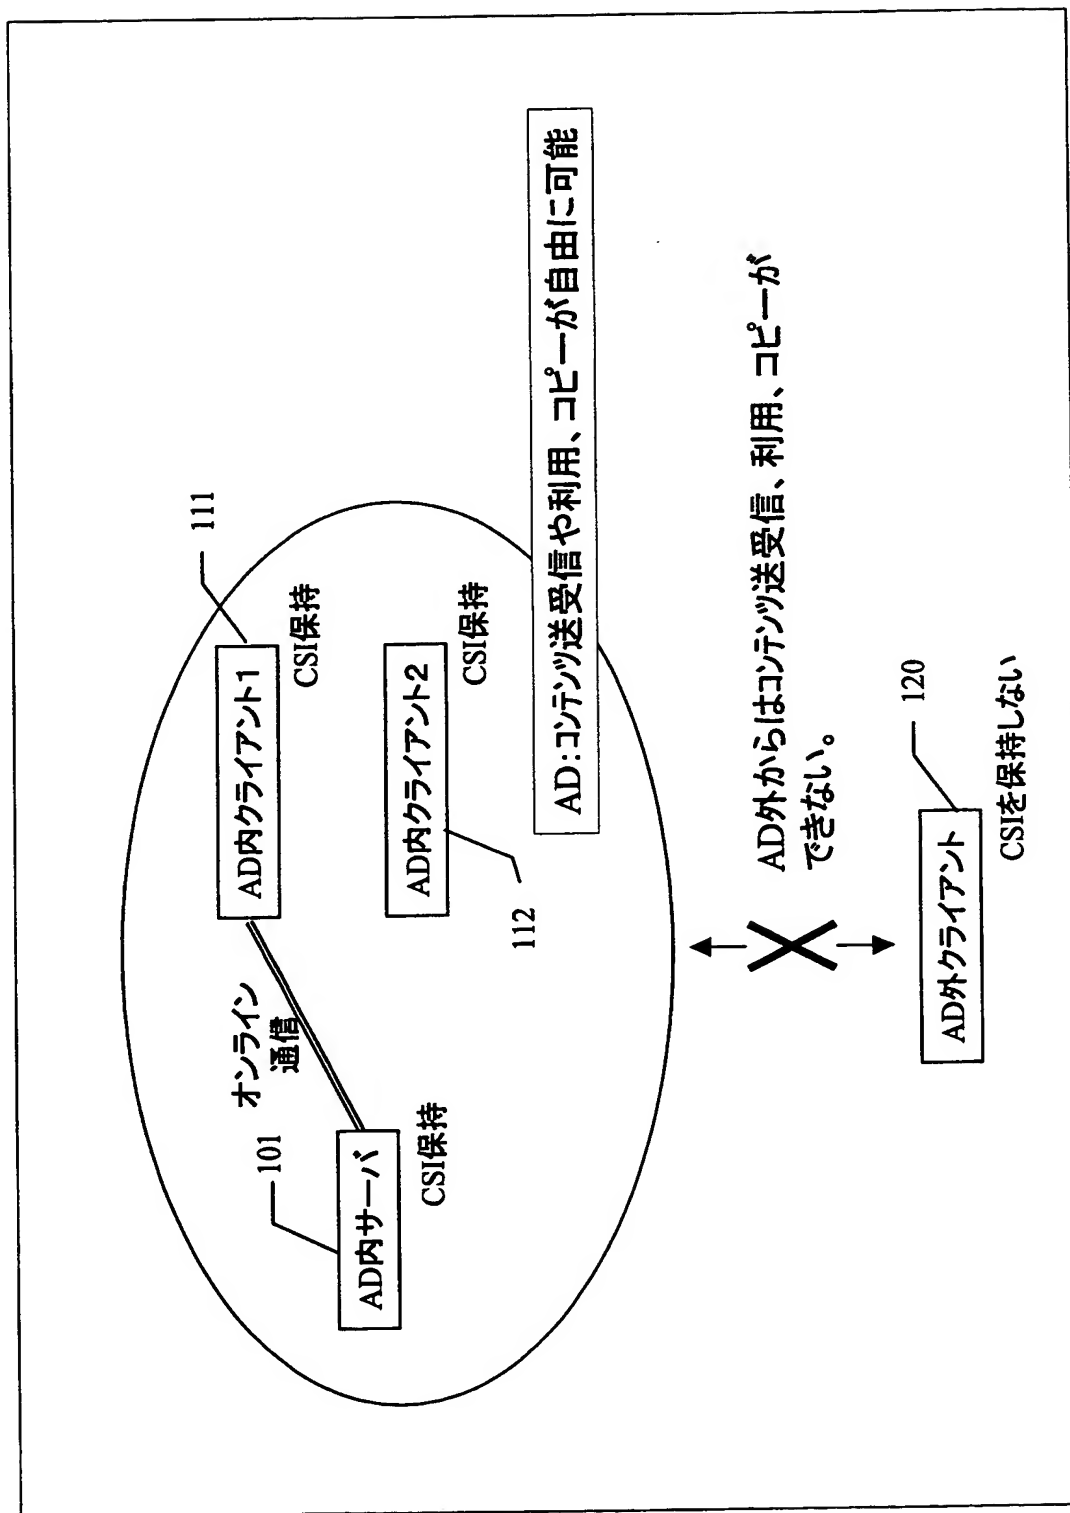 111
AD内クライアント1
CSI保持
オンライン
通信
101
AD内サーバ
CSI保持
AD内クライアント2
CSI保持
112
AD:コンテンツ送受信や利用、コピーが自由に可能
AD外からはコンテンツ送受信、利用、コピーが
できない。
120
AD外クライアント
CSIを保持しない